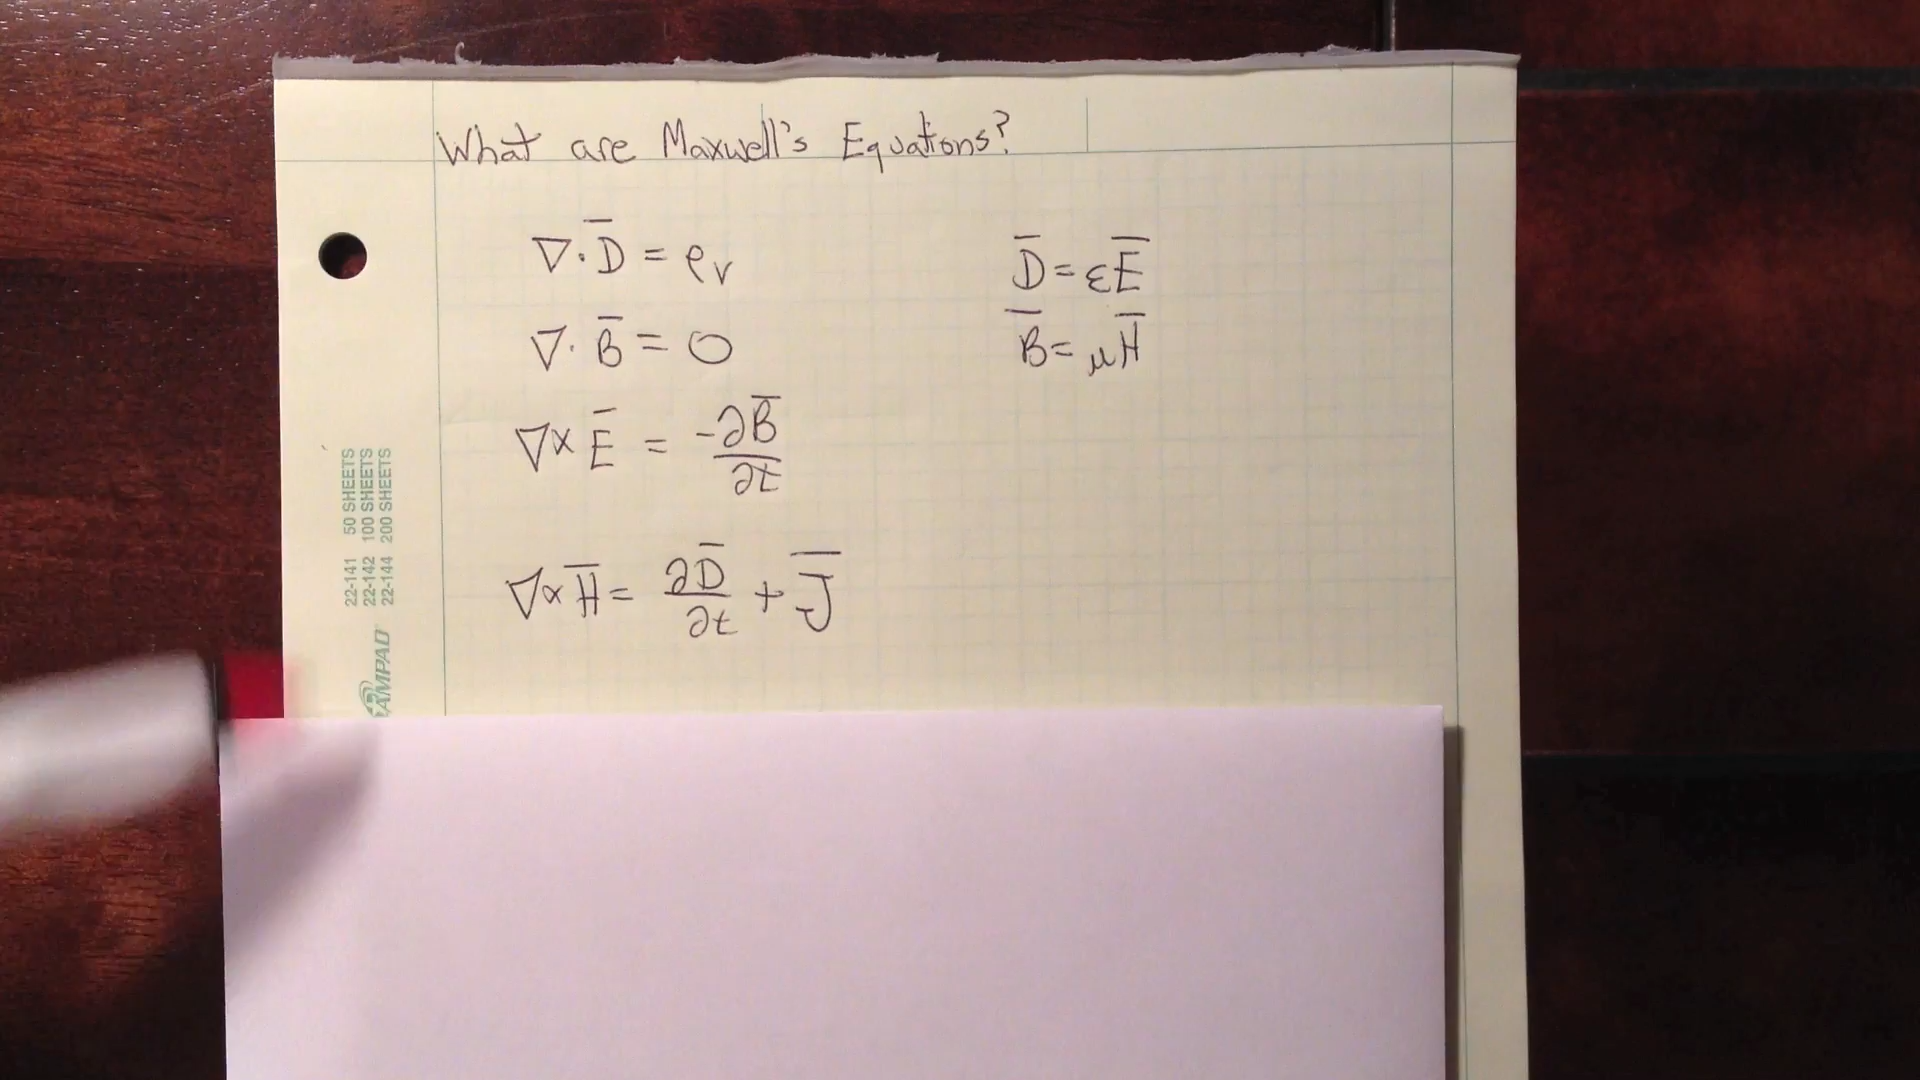 What are Maxwell's Equations?
∇·D̅ = ρv
∇·B̅ = 0
∇×E̅ = -∂B̅/∂t
∇×H̅ = ∂D̅/∂t + J̅
D̅ = εE̅
B̅ = μH̅
22-141 50 SHEETS
22-142 100 SHEETS
22-144 200 SHEETS
AMPAD